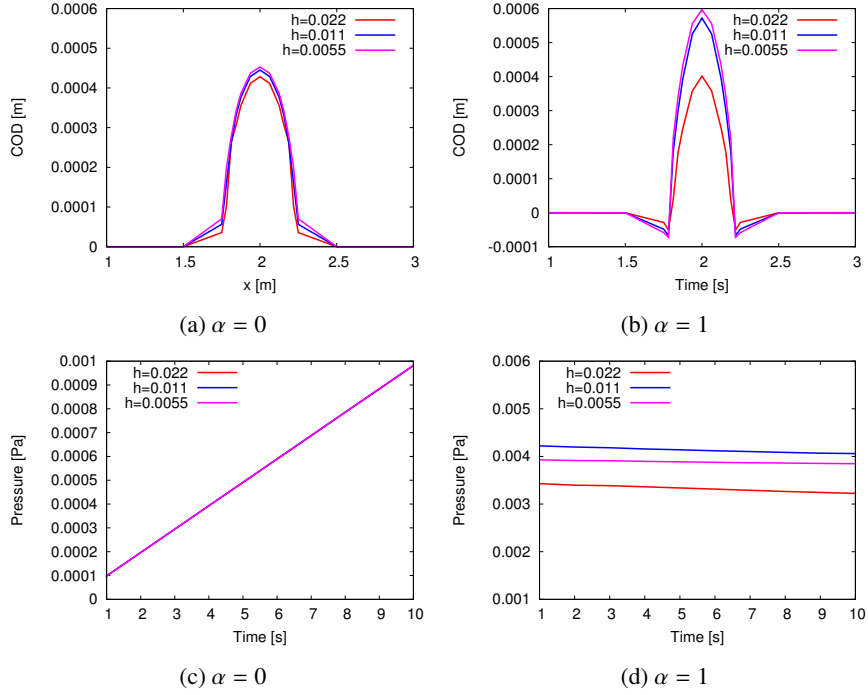 0.0006
0.0005
0.0004
0.0003
0.0002
0.0001
0
COD [m]
h=0.022
h=0.011
h=0.0055
1 1.5 2 2.5 3
x [m]
(a) α = 0
0.0006
0.0005
0.0004
0.0003
0.0002
0.0001
0
-0.0001
COD [m]
h=0.022
h=0.011
h=0.0055
1 1.5 2 2.5 3
Time [s]
(b) α = 1
0.001
0.0009
0.0008
0.0007
0.0006
0.0005
0.0004
0.0003
0.0002
0.0001
0
Pressure [Pa]
h=0.022
h=0.011
h=0.0055
1 2 3 4 5 6 7 8 9 10
Time [s]
(c) α = 0
0.006
0.005
0.004
0.003
0.002
0.001
Pressure [Pa]
h=0.022
h=0.011
h=0.0055
1 2 3 4 5 6 7 8 9 10
Time [s]
(d) α = 1